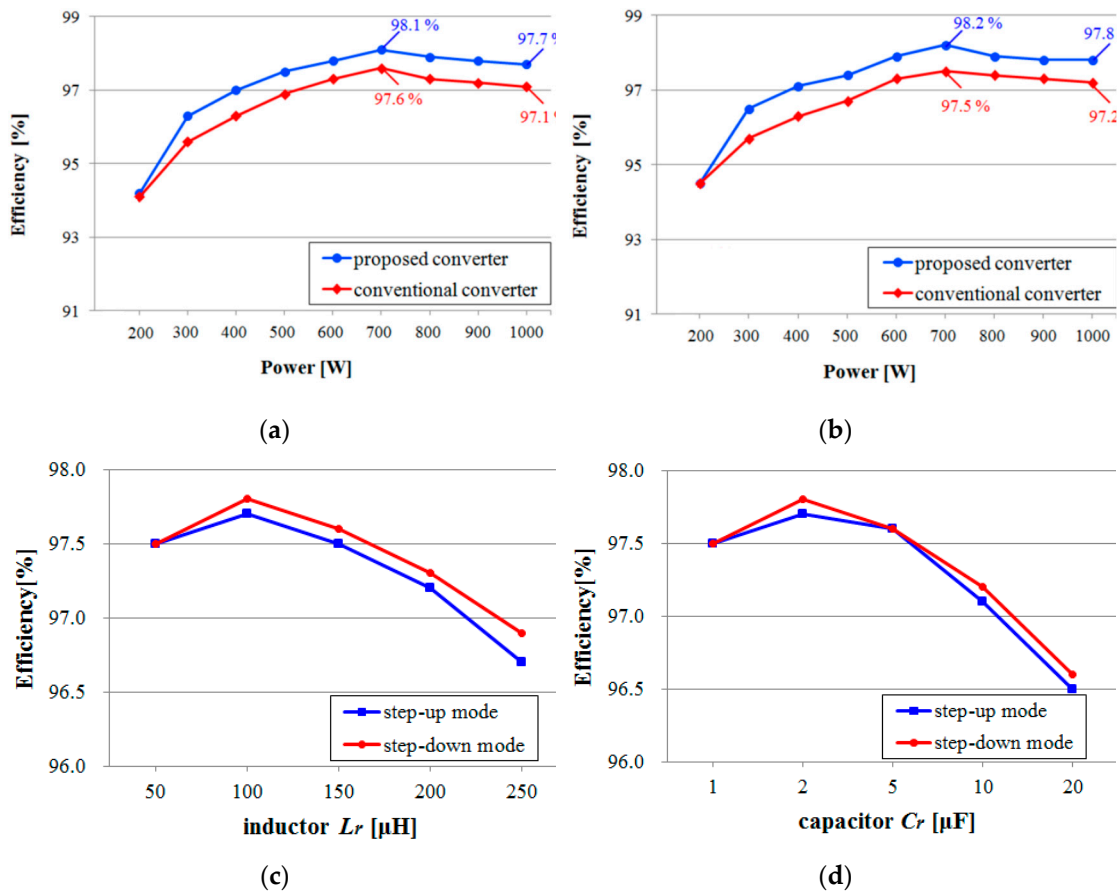 99
97
95
93
91
Efficiency [%]
98.1 %
97.7 %
97.6 %
97.1 %
proposed converter
conventional converter
200 300 400 500 600 700 800 900 1000
Power [W]
(a)
99
97
95
93
91
Efficiency [%]
98.2 %
97.8
97.5 %
97.2
proposed converter
conventional converter
200 300 400 500 600 700 800 900 1000
Power [W]
(b)
98.0
97.5
97.0
96.5
96.0
Efficiency[%]
step-up mode
step-down mode
50 100 150 200 250
inductor Lr [μH]
(c)
98.0
97.5
97.0
96.5
96.0
Efficiency[%]
step-up mode
step-down mode
1 2 5 10 20
capacitor Cr [μF]
(d)